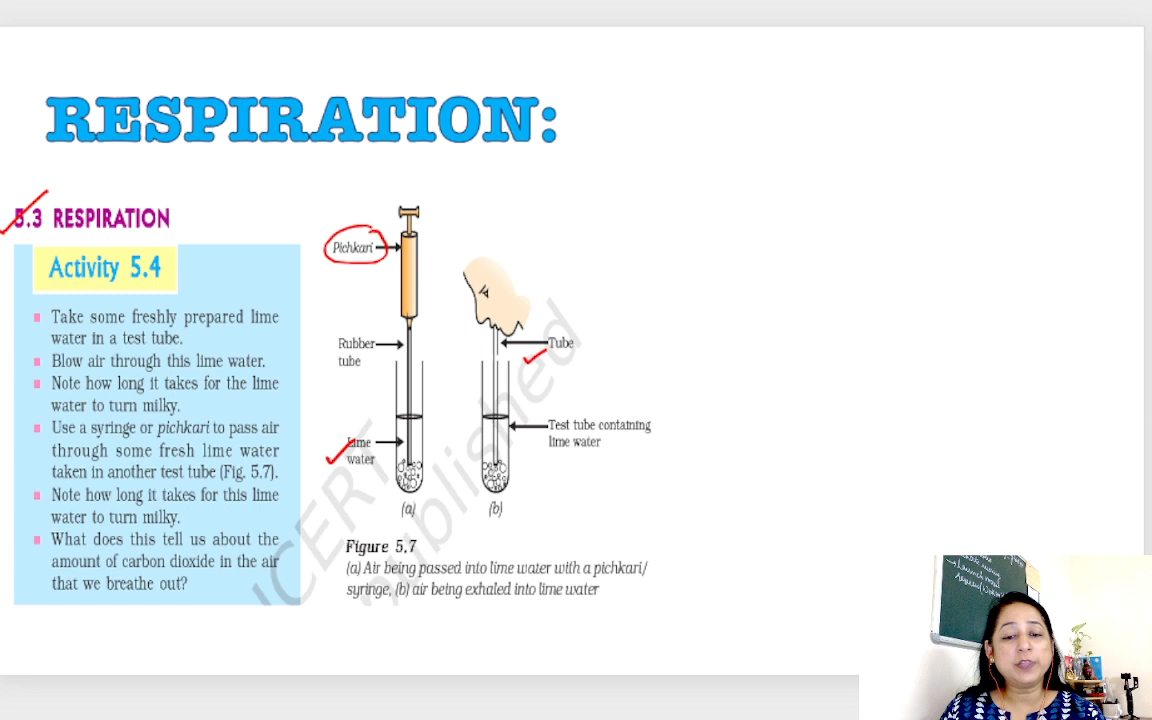 RESPIRATION:
5.3 RESPIRATION
Activity 5.4
Take some freshly prepared lime
water in a test tube.
Blow air through this lime water.
Note how long it takes for the lime
water to turn milky.
Use a syringe or pichkari to pass air
through some fresh lime water
taken in another test tube (Fig. 5.7).
Note how long it takes for this lime
water to turn milky.
What does this tell us about the
amount of carbon dioxide in the air
that we breathe out?
Pichkari
Rubber
tube
Lime
water
(a)
Tube
Test tube containing
lime water
(b)
Figure 5.7
(a) Air being passed into lime water with a pichkari/
syringe, (b) air being exhaled into lime water
NCERT
published